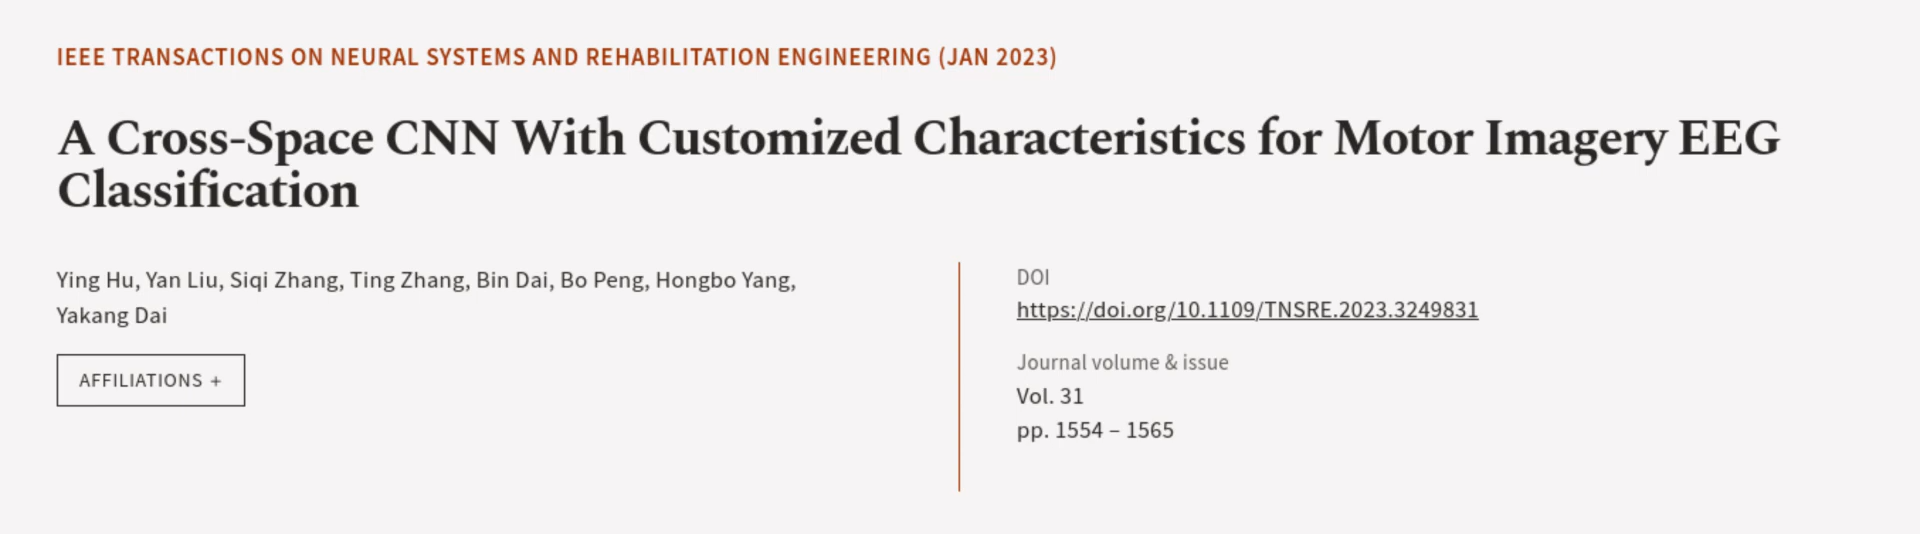 IEEE TRANSACTIONS ON NEURAL SYSTEMS AND REHABILITATION ENGINEERING (JAN 2023)
A Cross-Space CNN With Customized Characteristics for Motor Imagery EEG
Classification
Ying Hu, Yan Liu, Siqi Zhang, Ting Zhang, Bin Dai, Bo Peng, Hongbo Yang,
Yakang Dai
AFFILIATIONS +
DOI
https://doi.org/10.1109/TNSRE.2023.3249831
Journal volume & issue
Vol. 31
pp. 1554 – 1565